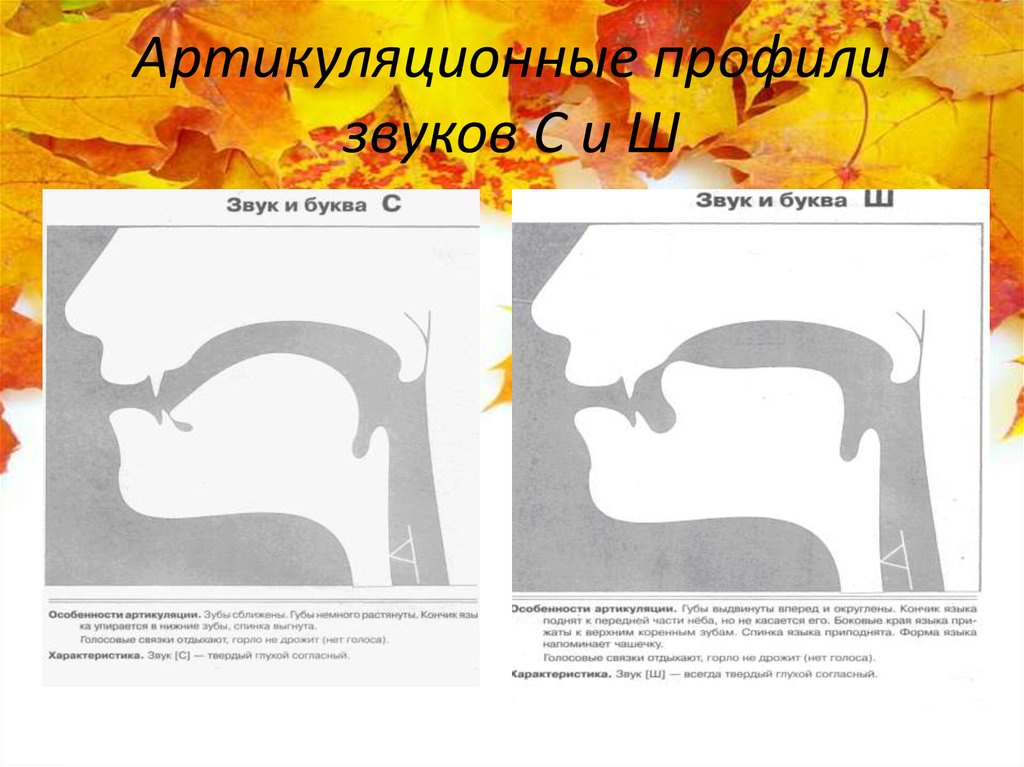 Артикуляционные профили
звуков С и Ш
Звук и буква С
Особенности артикуляции. Зубы сближены. Губы немного растянуты. Кончик язы
ка упирается в нижние зубы, спинка выгнута.
Голосовые связки отдыхают, горло не дрожит (нет голоса).
Характеристика. Звук [С] — твердый глухой согласный.
Звук и буква Ш
Особенности артикуляции. Губы выдвинуты вперед и округлены. Кончик языка
поднят к передней части нёба, но не касается его. Боковые края языка при-
жаты к верхним коренным зубам. Спинка языка приподнята. Форма языка
напоминает чашечку.
Голосовые связки отдыхают, горло не дрожит (нет голоса).
Характеристика. Звук [Ш] — всегда твердый глухой согласный.